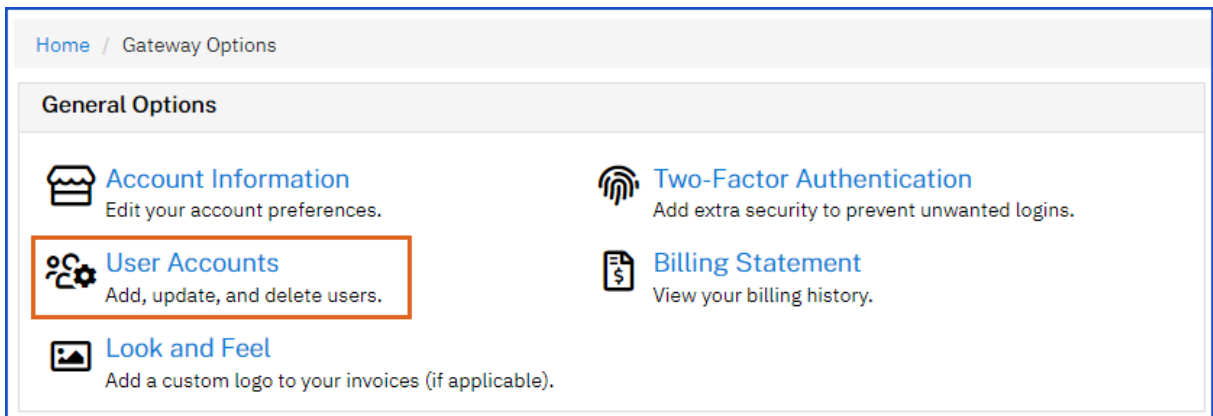 Home / Gateway Options
General Options
Account Information
Edit your account preferences.
Two-Factor Authentication
Add extra security to prevent unwanted logins.
User Accounts
Add, update, and delete users.
Billing Statement
View your billing history.
Look and Feel
Add a custom logo to your invoices (if applicable).